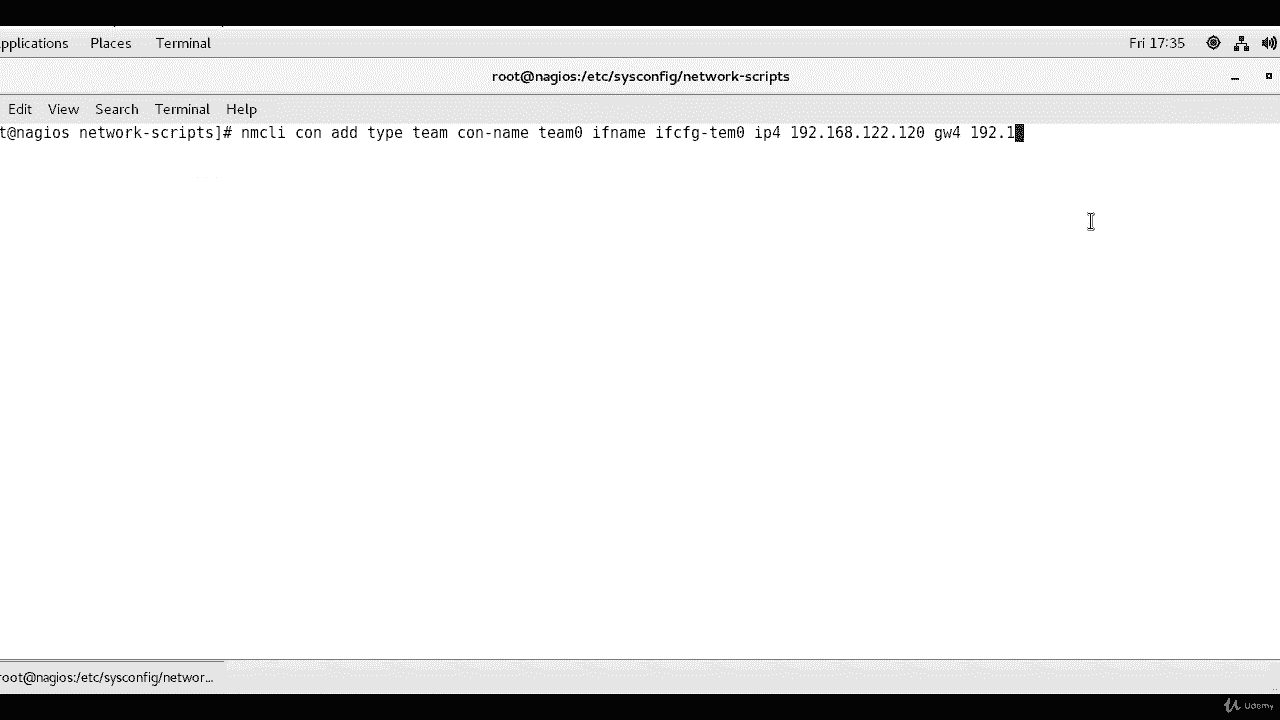 pplications Places Terminal Fri 17:35
root@nagios:/etc/sysconfig/network-scripts
Edit View Search Terminal Help
t@nagios network-scripts]# nmcli con add type team con-name team0 ifname ifcfg-tem0 ip4 192.168.122.120 gw4 192.1
root@nagios:/etc/sysconfig/networ...
Udemy